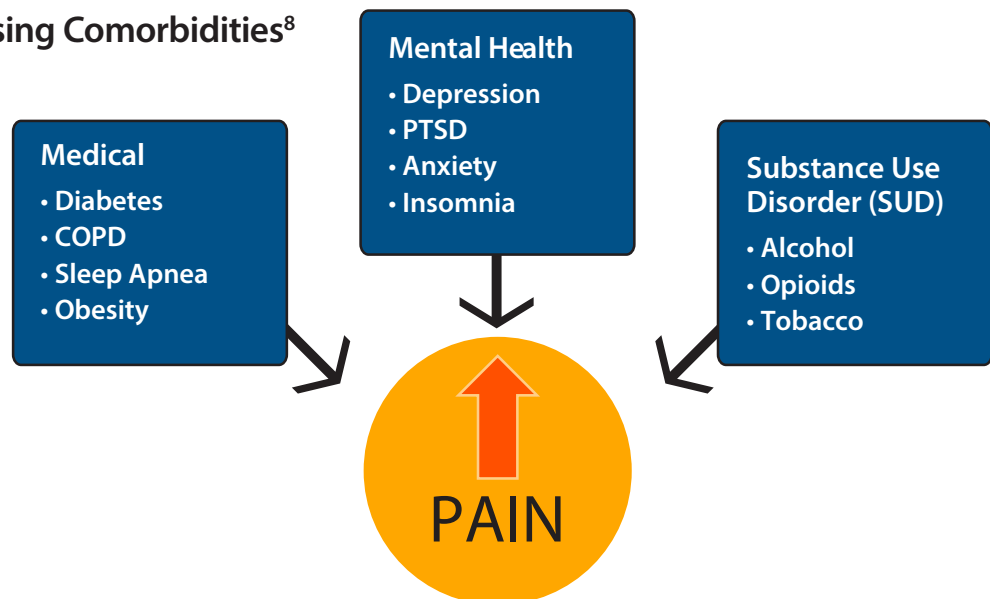 sing Comorbidities⁸
Medical
• Diabetes
• COPD
• Sleep Apnea
• Obesity
Mental Health
• Depression
• PTSD
• Anxiety
• Insomnia
Substance Use
Disorder (SUD)
• Alcohol
• Opioids
• Tobacco
PAIN